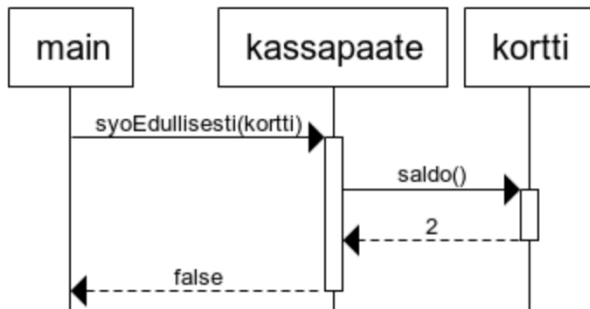 main
kassapaate
kortti
syoEdullisesti(kortti)
saldo()
2
false